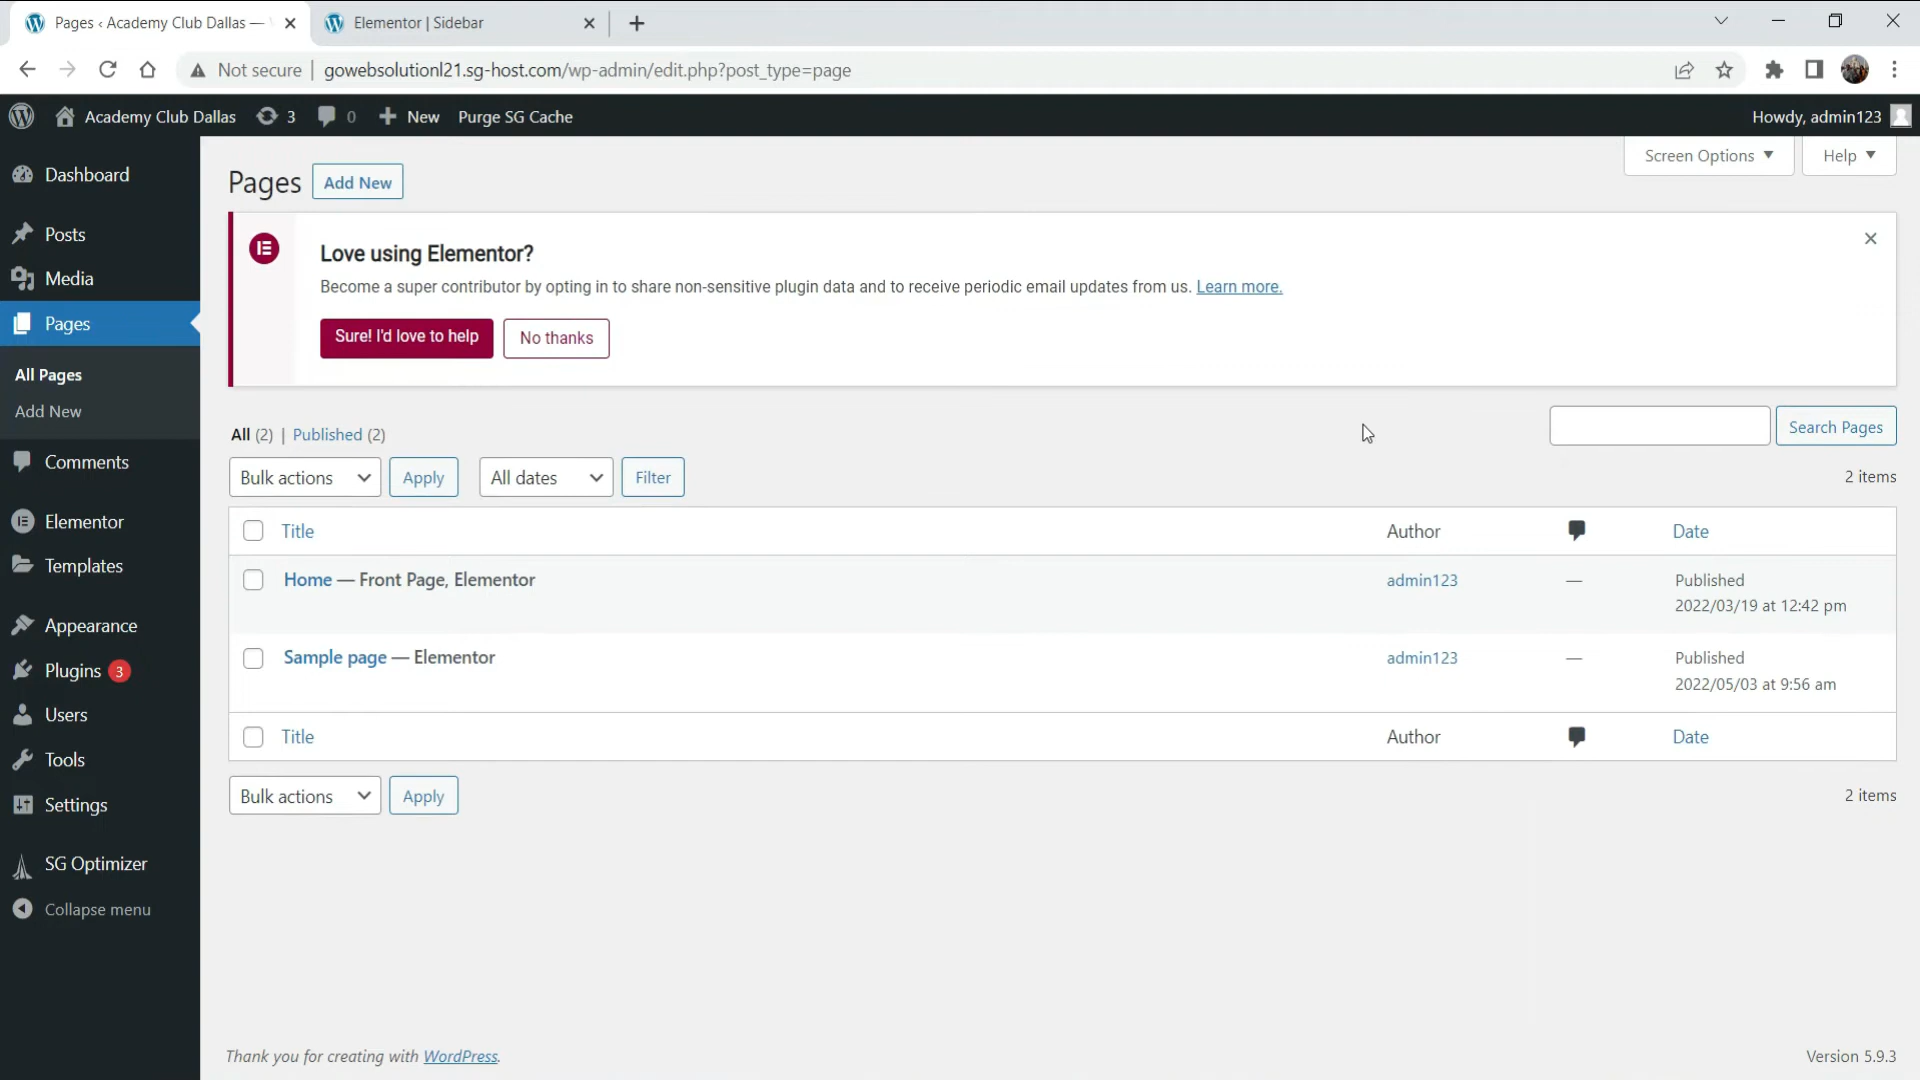 Pages ‹ Academy Club Dallas —
Elementor | Sidebar
Not secure | gowebsolutionl21.sg-host.com/wp-admin/edit.php?post_type=page
Academy Club Dallas 3 0 New Purge SG Cache Howdy, admin123
Screen Options Help
Dashboard
Posts
Media
Pages
All Pages
Add New
Comments
Elementor
Templates
Appearance
Plugins 3
Users
Tools
Settings
SG Optimizer
Collapse menu
Pages Add New
Love using Elementor?
Become a super contributor by opting in to share non-sensitive plugin data and to receive periodic email updates from us. Learn more.
Sure! I'd love to help No thanks
All (2) | Published (2)
Search Pages
Bulk actions Apply All dates Filter 2 items
Title Author Date
Home — Front Page, Elementor admin123 — Published
2022/03/19 at 12:42 pm
Sample page — Elementor admin123 — Published
2022/05/03 at 9:56 am
Title Author Date
Bulk actions Apply 2 items
Thank you for creating with WordPress. Version 5.9.3